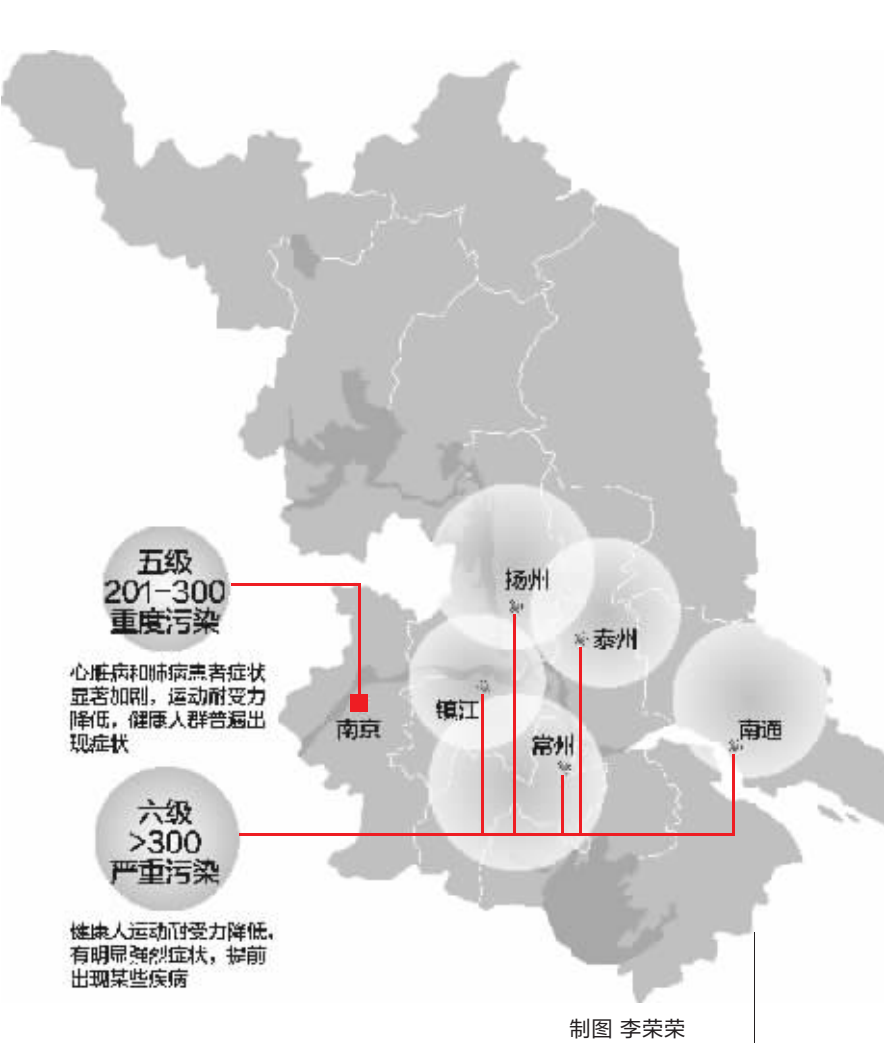 五级
201-300
重度污染
心脏病和肺病患者症状
显著加剧，运动耐受力
降低，健康人群普遍出
现症状
六级
>300
严重污染
健康人运动耐受力降低，
有明显强烈症状，提前
出现某些疾病
扬州
泰州
镇江
南京
常州
南通
制图 李荣荣